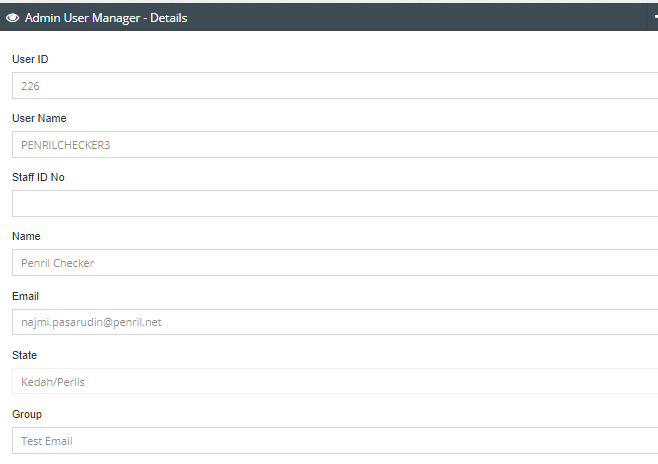 Admin User Manager - Details
User ID
226
User Name
PENRILCHECKER3
Staff ID No
Name
Penril Checker
Email
najmi.pasarudin@penril.net
State
Kedah/Perlis
Group
Test Email